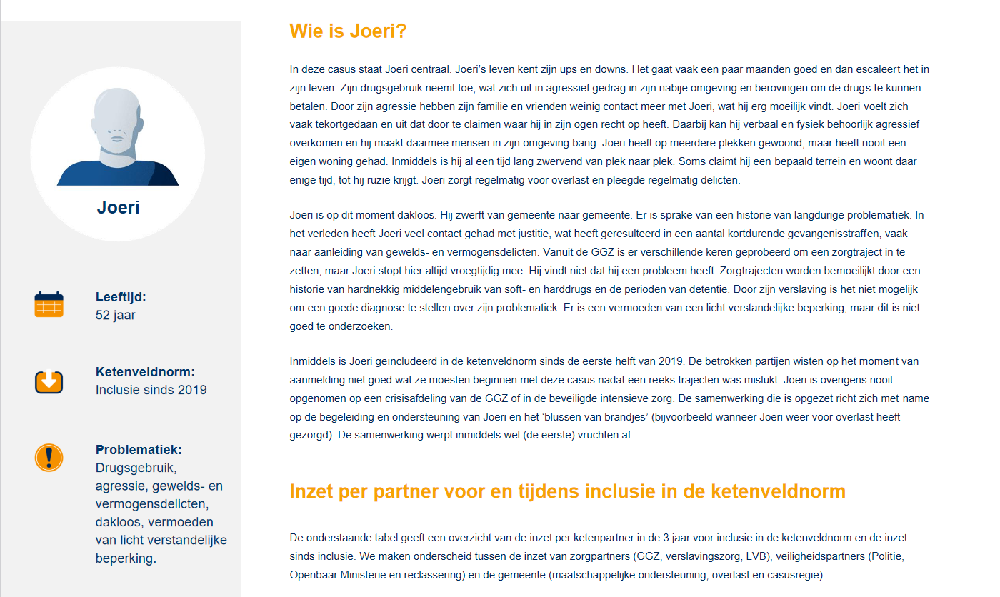 Joeri
Leeftijd:
52 jaar
Ketenveldnorm:
Inclusie sinds 2019
Problematiek:
Drugsgebruik,
agressie, gewelds- en
vermogensdelicten,
dakloos, vermoeden
van licht verstandelijke
beperking.
Wie is Joeri?
In deze casus staat Joeri centraal. Joeri’s leven kent zijn ups en downs. Het gaat vaak een paar maanden goed en dan escaleert het in
zijn leven. Zijn drugsgebruik neemt toe, wat zich uit in agressief gedrag in zijn nabije omgeving en berovingen om de drugs te kunnen
betalen. Door zijn agressie hebben zijn familie en vrienden weinig contact meer met Joeri, wat hij erg moeilijk vindt. Joeri voelt zich
vaak tekortgedaan en uit dat door te claimen waar hij in zijn ogen recht op heeft. Daarbij kan hij verbaal en fysiek behoorlijk agressief
overkomen en hij maakt daarmee mensen in zijn omgeving bang. Joeri heeft op meerdere plekken gewoond, maar heeft nooit een
eigen woning gehad. Inmiddels is hij al een tijd lang zwervend van plek naar plek. Soms claimt hij een bepaald terrein en woont daar
enige tijd, tot hij ruzie krijgt. Joeri zorgt regelmatig voor overlast en pleegde regelmatig delicten.
Joeri is op dit moment dakloos. Hij zwerft van gemeente naar gemeente. Er is sprake van een historie van langdurige problematiek. In
het verleden heeft Joeri veel contact gehad met justitie, wat heeft geresulteerd in een aantal kortdurende gevangenisstraffen, vaak
naar aanleiding van gewelds- en vermogensdelicten. Vanuit de GGZ is er verschillende keren geprobeerd om een zorgtraject in te
zetten, maar Joeri stopt hier altijd vroegtijdig mee. Hij vindt niet dat hij een probleem heeft. Zorgtrajecten worden bemoeilijkt door een
historie van hardnekkig middelengebruik van soft- en harddrugs en de perioden van detentie. Door zijn verslaving is het niet mogelijk
om een goede diagnose te stellen over zijn problematiek. Er is een vermoeden van een licht verstandelijke beperking, maar dit is niet
goed te onderzoeken.
Inmiddels is Joeri geïncludeerd in de ketenveldnorm sinds de eerste helft van 2019. De betrokken partijen wisten op het moment van
aanmelding niet goed wat ze moesten beginnen met deze casus nadat een reeks trajecten was mislukt. Joeri is overigens nooit
opgenomen op een crisisafdeling van de GGZ of in de beveiligde intensieve zorg. De samenwerking die is opgezet richt zich met name
op de begeleiding en ondersteuning van Joeri en het ‘blussen van brandjes’ (bijvoorbeeld wanneer Joeri weer voor overlast heeft
gezorgd). De samenwerking werpt inmiddels wel (de eerste) vruchten af.
Inzet per partner voor en tijdens inclusie in de ketenveldnorm
De onderstaande tabel geeft een overzicht van de inzet per ketenpartner in de 3 jaar voor inclusie in de ketenveldnorm en de inzet
sinds inclusie. We maken onderscheid tussen de inzet van zorgpartners (GGZ, verslavingszorg, LVB), veiligheidspartners (Politie,
Openbaar Ministerie en reclassering) en de gemeente (maatschappelijke ondersteuning, overlast en casusregie).